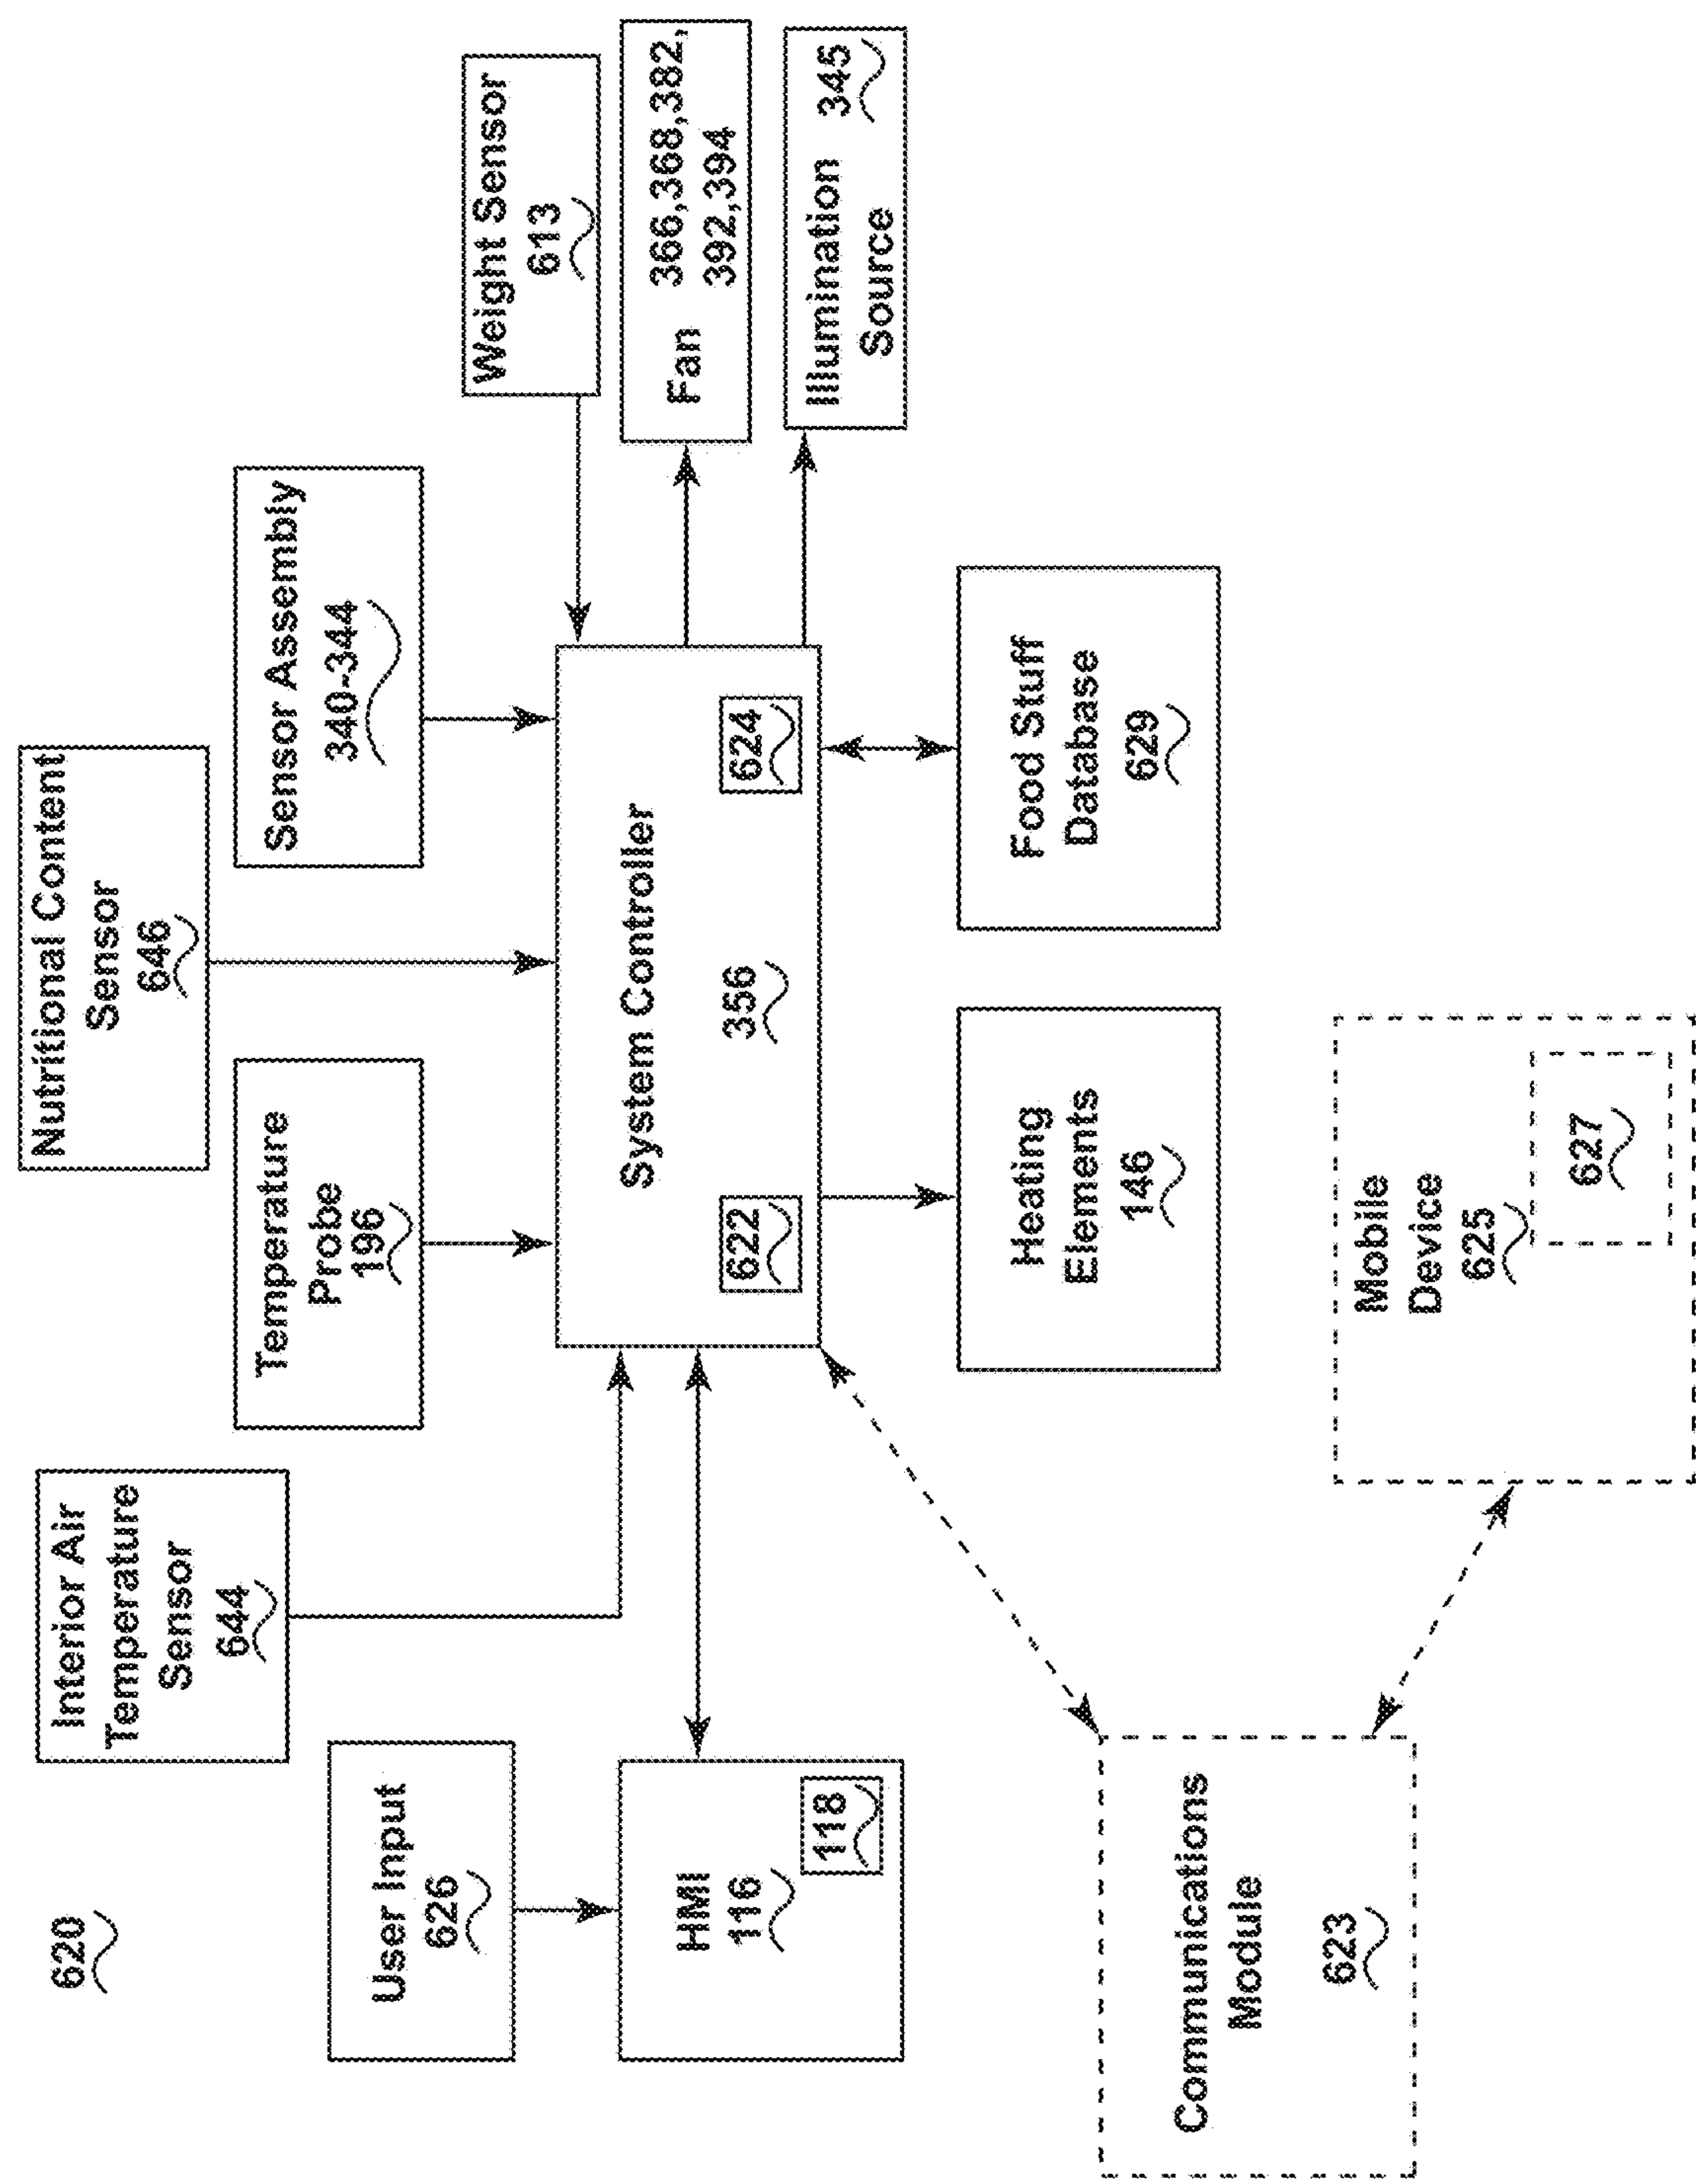 620
Interior Air
Temperature
Sensor
644
Nutritional Content
Sensor
646
Temperature
Probe
196
Sensor Assembly
340-344
User Input
626
Weight Sensor
613
HMI
116
118
System Controller
356
622
624
Fan
366,368,382,
392,394
Illumination
Source
345
Heating
Elements
146
Food Stuff
Database
629
Communications
Module
623
Mobile
Device
625
627